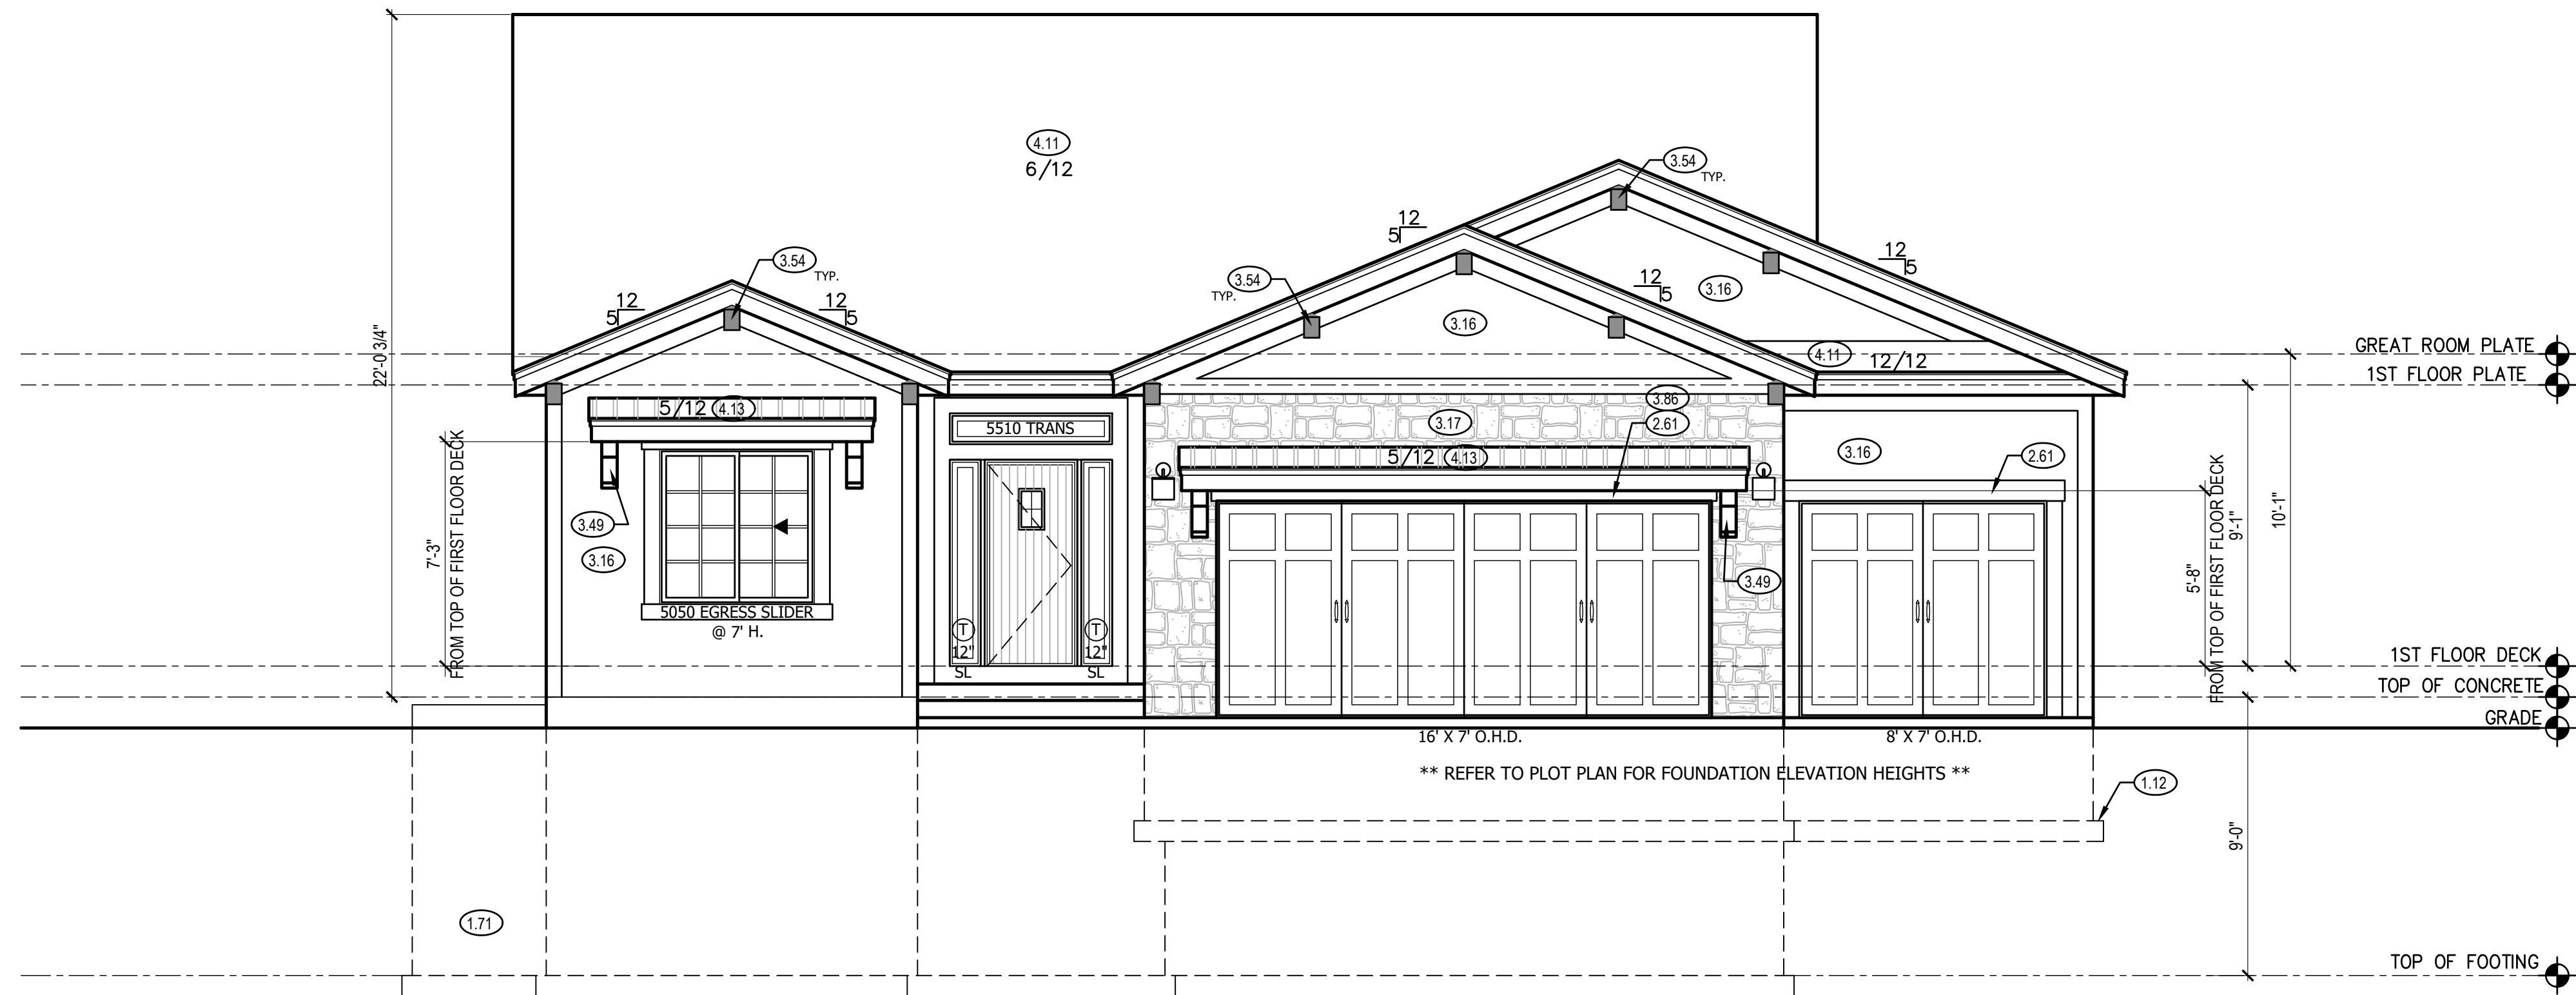 4.11
6/12
3.54
TYP.
12
5
12
5
3.54
TYP.
12
5
12
5
3.54
TYP.
12
5
3.16
3.16
22'-0 3/4"
4.11
12/12
GREAT ROOM PLATE
1ST FLOOR PLATE
5/12 4.13
3.86
5510 TRANS
3.17
2.61
5/12 4.13
3.16
2.61
7'-3"
FROM TOP OF FIRST FLOOR DECK
3.49
3.16
3.49
5'-8"
FROM TOP OF FIRST FLOOR DECK
9'-1"
10'-1"
5050 EGRESS SLIDER
@ 7' H.
T
12"
SL
T
12"
SL
1ST FLOOR DECK
TOP OF CONCRETE
GRADE
16' X 7' O.H.D.
8' X 7' O.H.D.
** REFER TO PLOT PLAN FOR FOUNDATION ELEVATION HEIGHTS **
1.12
9'-0"
1.71
TOP OF FOOTING